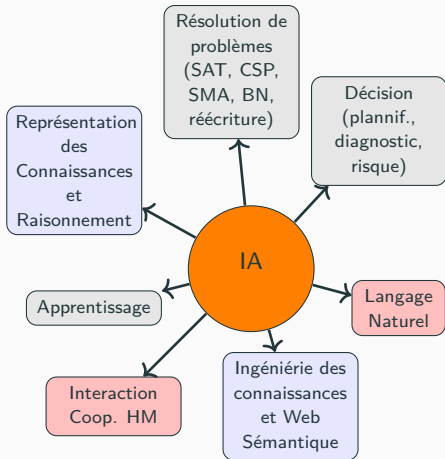 Résolution de
problèmes
(SAT, CSP,
SMA, BN,
réécriture)
Décision
(plannif.,
diagnostic,
risque)
Représentation
des
Connaissances
et
Raisonnement
IA
Apprentissage
Langage
Naturel
Interaction
Coop. HM
Ingéniérie des
connaissances
et Web
Sémantique